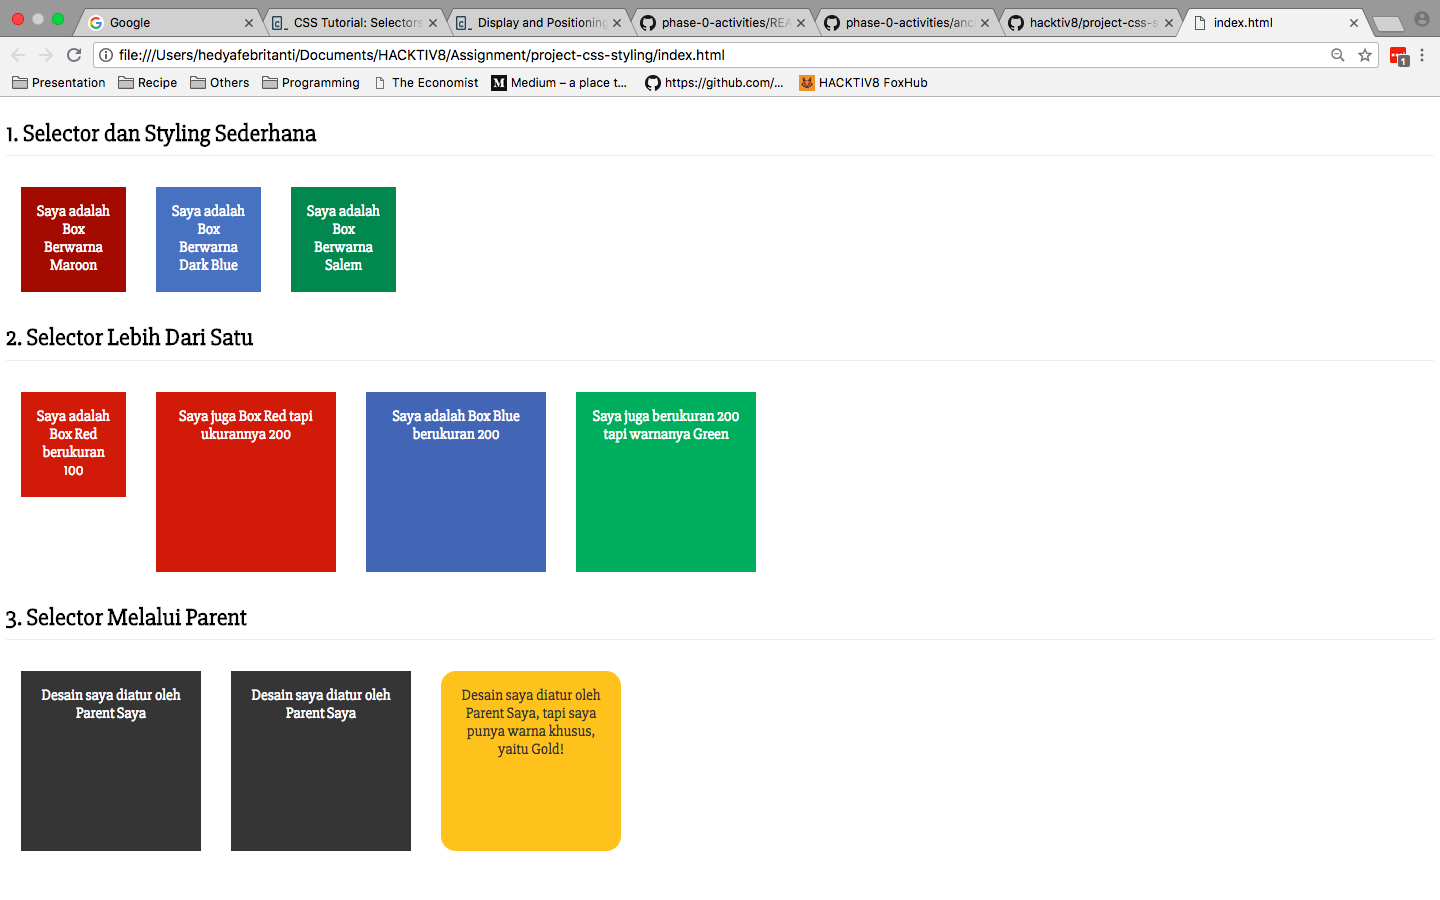 Google
CSS Tutorial: Selectors
Display and Positioning
phase-0-activities/REA
phase-0-activities/anc
hacktiv8/project-css-s
index.html
file:///Users/hedyafebritanti/Documents/HACKTIV8/Assignment/project-css-styling/index.html
1
Presentation
Recipe
Others
Programming
The Economist
M
Medium – a place t...
https://github.com/...
HACKTIV8 FoxHub
1. Selector dan Styling Sederhana
Saya adalah
Box
Berwarna
Maroon
Saya adalah
Box
Berwarna
Dark Blue
Saya adalah
Box
Berwarna
Salem
2. Selector Lebih Dari Satu
Saya adalah
Box Red
berukuran
100
Saya juga Box Red tapi
ukurannya 200
Saya adalah Box Blue
berukuran 200
Saya juga berukuran 200
tapi warnanya Green
3. Selector Melalui Parent
Desain saya diatur oleh
Parent Saya
Desain saya diatur oleh
Parent Saya
Desain saya diatur oleh
Parent Saya, tapi saya
punya warna khusus,
yaitu Gold!